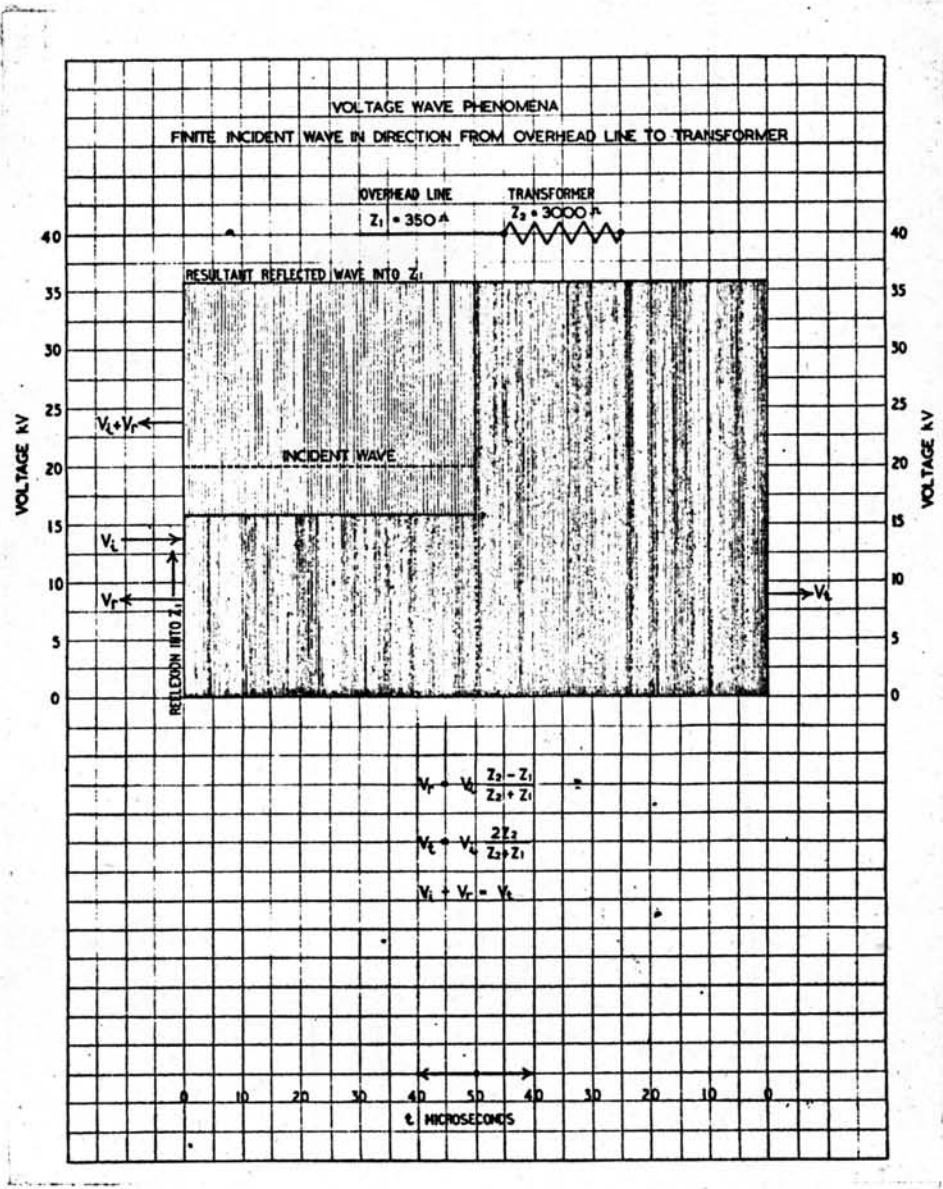 VOLTAGE WAVE PHENOMENA
FINITE INCIDENT WAVE IN DIRECTION FROM OVERHEAD LINE TO TRANSFORMER
OVERHEAD LINE TRANSFORMER
Z₁ = 350 Ω Z₂ = 3000 Ω
40 40
RESULTANT REFLECTED WAVE INTO Z₁
35 35
30 30
25 25
Vi+Vr
INCIDENT WAVE
20 20
15 15
Vi
10 10
Vr Vt
5 5
0 0
VOLTAGE kV
REFLEXION INTO Z₁
VOLTAGE kV
Vr = Vi (Z₂ - Z₁)/(Z₂ + Z₁) =
Vt = Vi 2Z₂/(Z₂+Z₁)
Vi + Vr = Vt
0 10 20 30 40 50 40 30 20 10 0
t MICROSECONDS